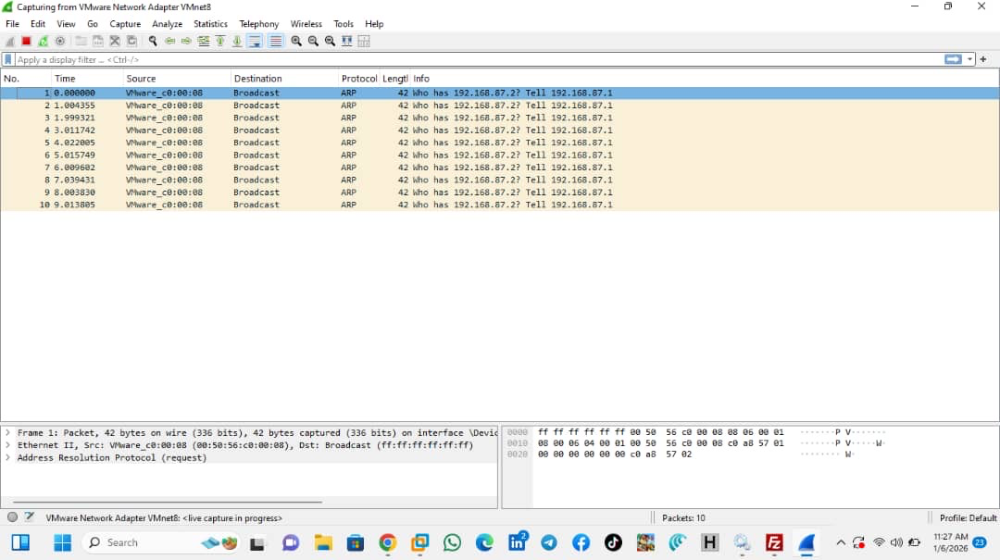 Capturing from VMware Network Adapter VMnet8
File Edit View Go Capture Analyze Statistics Telephony Wireless Tools Help
Apply a display filter ... <Ctrl-/>
No. Time Source Destination Protocol Lengtl Info
1 0.000000 VMware_c0:00:08 Broadcast ARP 42 Who has 192.168.87.2? Tell 192.168.87.1
2 1.004355 VMware_c0:00:08 Broadcast ARP 42 Who has 192.168.87.2? Tell 192.168.87.1
3 1.999321 VMware_c0:00:08 Broadcast ARP 42 Who has 192.168.87.2? Tell 192.168.87.1
4 3.011742 VMware_c0:00:08 Broadcast ARP 42 Who has 192.168.87.2? Tell 192.168.87.1
5 4.022005 VMware_c0:00:08 Broadcast ARP 42 Who has 192.168.87.2? Tell 192.168.87.1
6 5.015749 VMware_c0:00:08 Broadcast ARP 42 Who has 192.168.87.2? Tell 192.168.87.1
7 6.009602 VMware_c0:00:08 Broadcast ARP 42 Who has 192.168.87.2? Tell 192.168.87.1
8 7.039431 VMware_c0:00:08 Broadcast ARP 42 Who has 192.168.87.2? Tell 192.168.87.1
9 8.003830 VMware_c0:00:08 Broadcast ARP 42 Who has 192.168.87.2? Tell 192.168.87.1
10 9.013805 VMware_c0:00:08 Broadcast ARP 42 Who has 192.168.87.2? Tell 192.168.87.1
> Frame 1: Packet, 42 bytes on wire (336 bits), 42 bytes captured (336 bits) on interface \Devic
> Ethernet II, Src: VMware_c0:00:08 (00:50:56:c0:00:08), Dst: Broadcast (ff:ff:ff:ff:ff:ff)
> Address Resolution Protocol (request)
0000 ff ff ff ff ff ff 00 50 56 c0 00 08 08 06 00 01 ·······P V·······
0010 08 00 06 04 00 01 00 50 56 c0 00 08 c0 a8 57 01 ·······P V·····W·
0020 00 00 00 00 00 00 c0 a8 57 02 ········ W·
VMware Network Adapter VMnet8: <live capture in progress>
Packets: 10
Profile: Default
Search
2
H
Fz
11:27 AM
1/6/2026
23